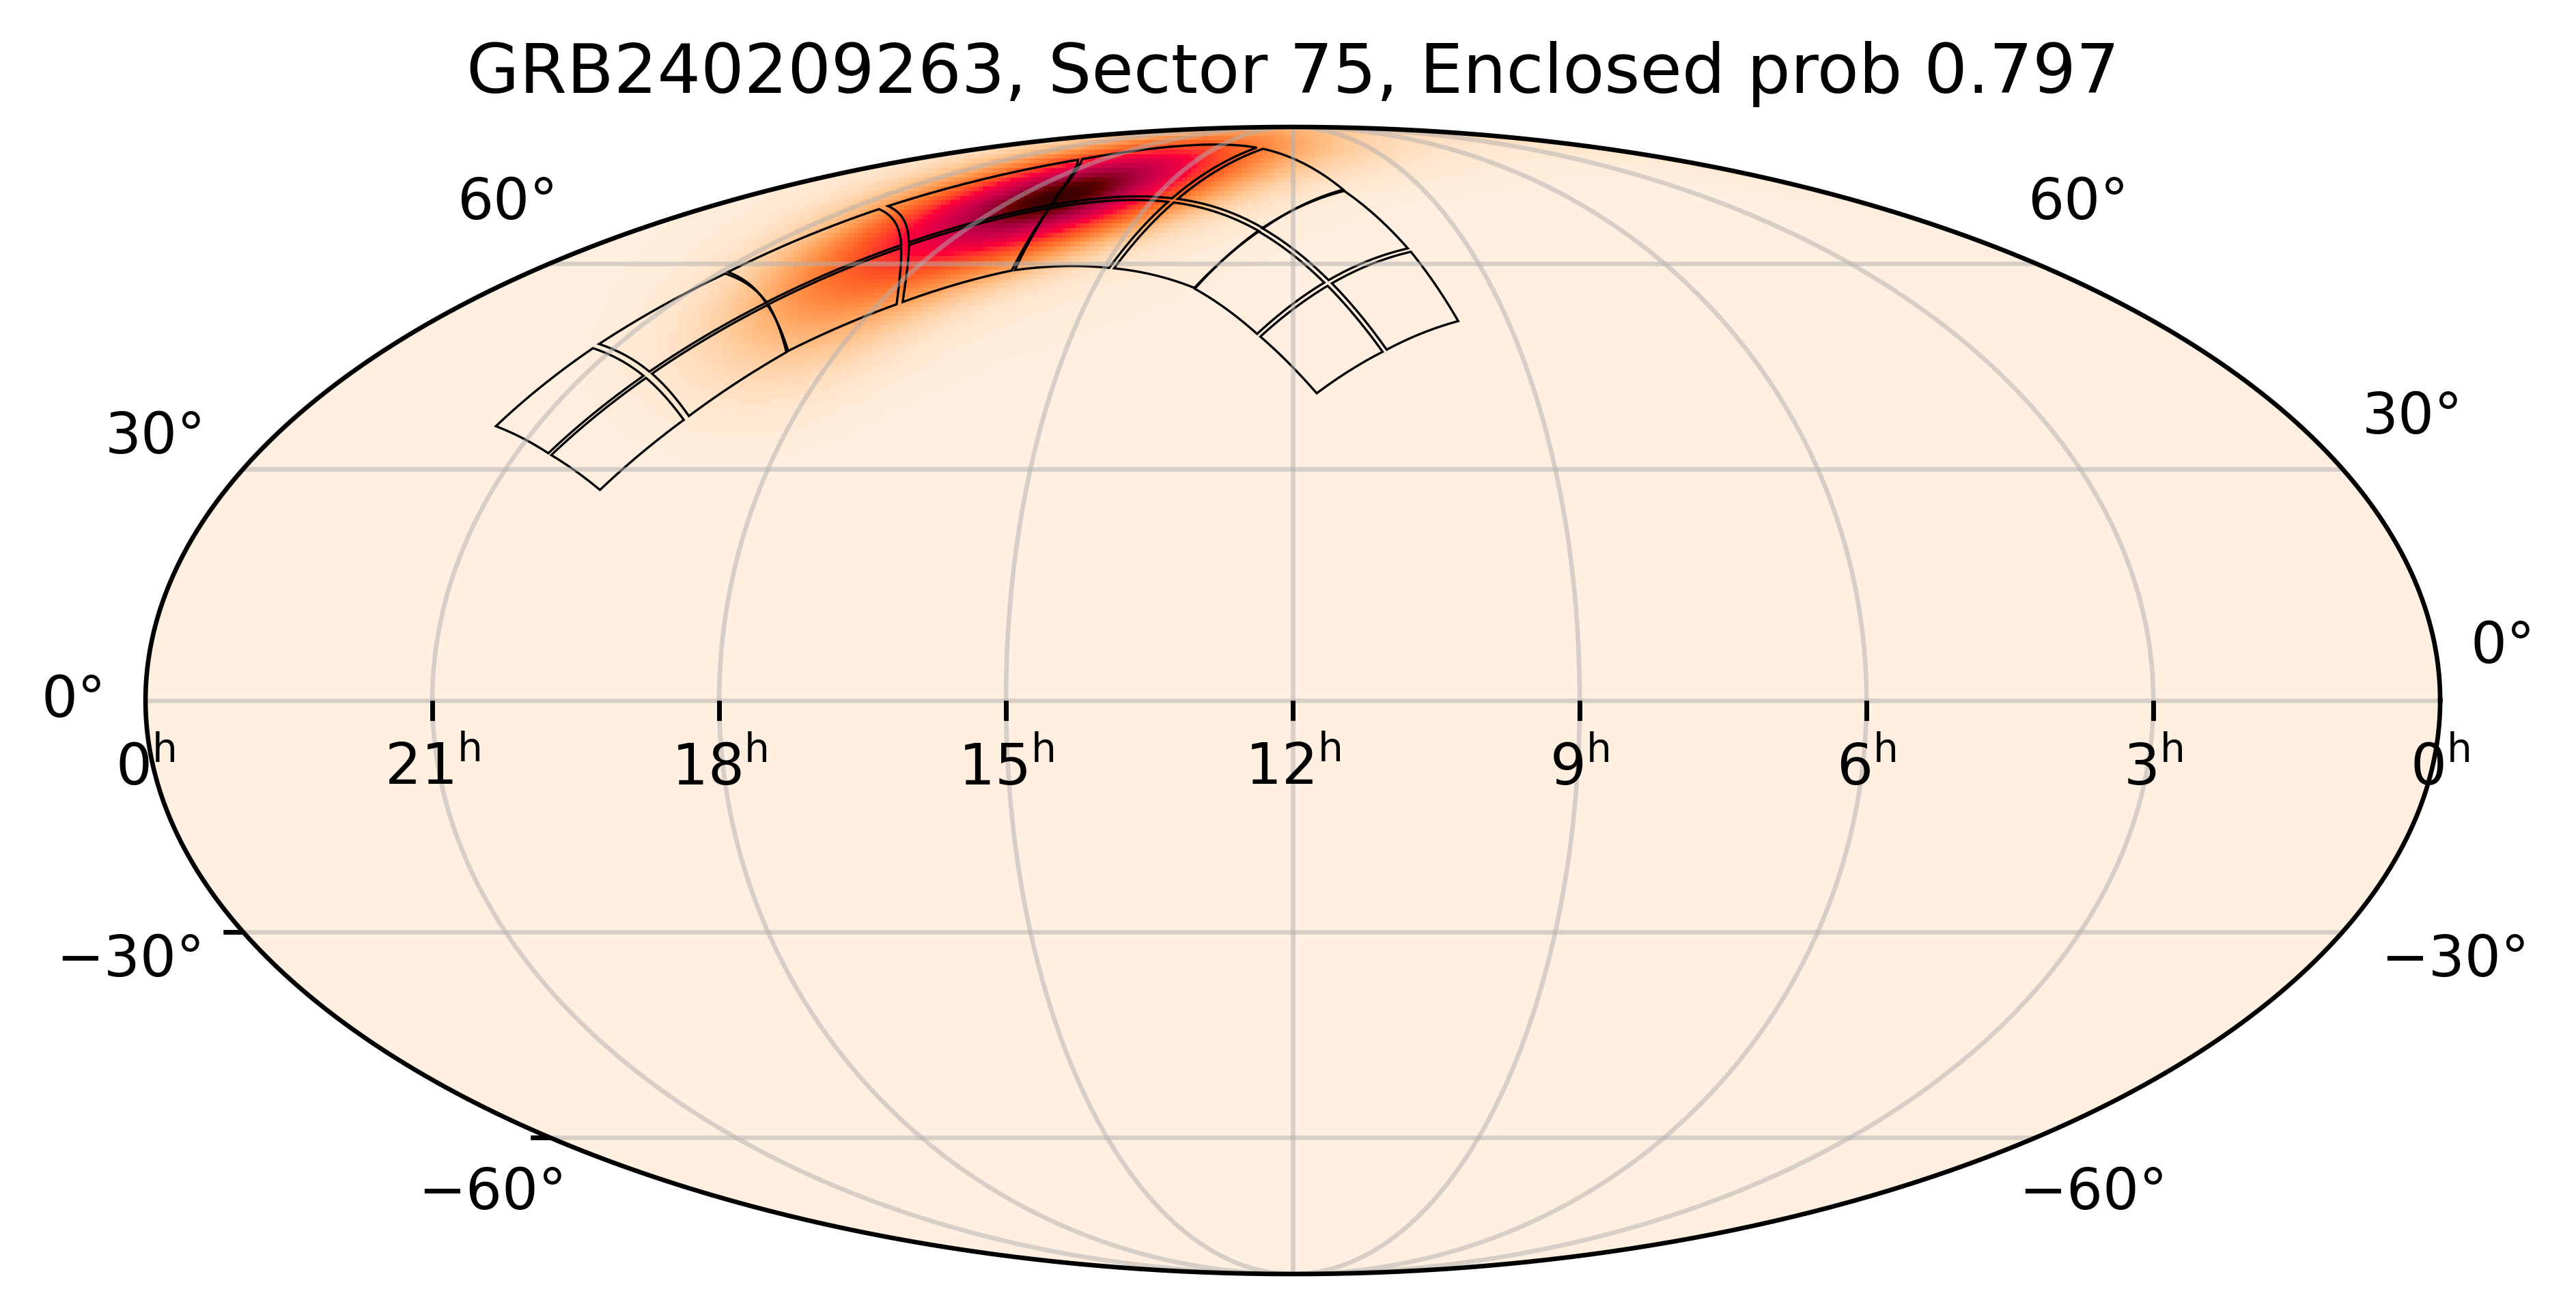 GRB240209263, Sector 75, Enclosed prob 0.797
60° 60°
30° 30°
0° 0°
0ʰ 21ʰ 18ʰ 15ʰ 12ʰ 9ʰ 6ʰ 3ʰ 0ʰ
−30° −30°
−60° −60°